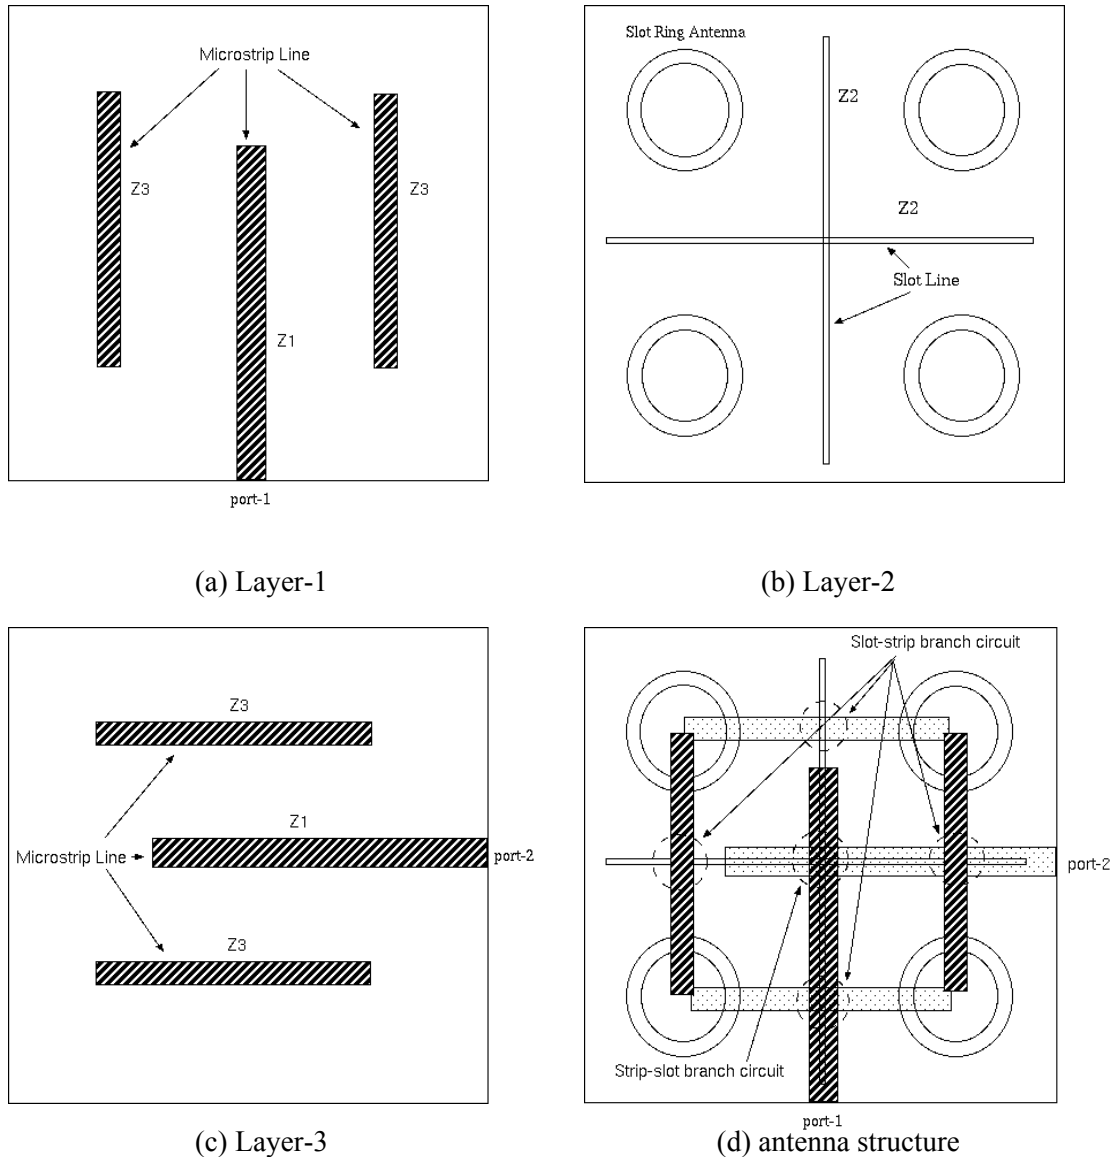 Microstrip Line
Z3
Z3
Z1
port-1
(a) Layer-1
Slot Ring Antenna
Z2
Z2
Slot Line
(b) Layer-2
Z3
Z1
Microstrip Line
port-2
Z3
(c) Layer-3
Slot-strip branch circuit
port-2
Strip-slot branch circuit
port-1
(d) antenna structure